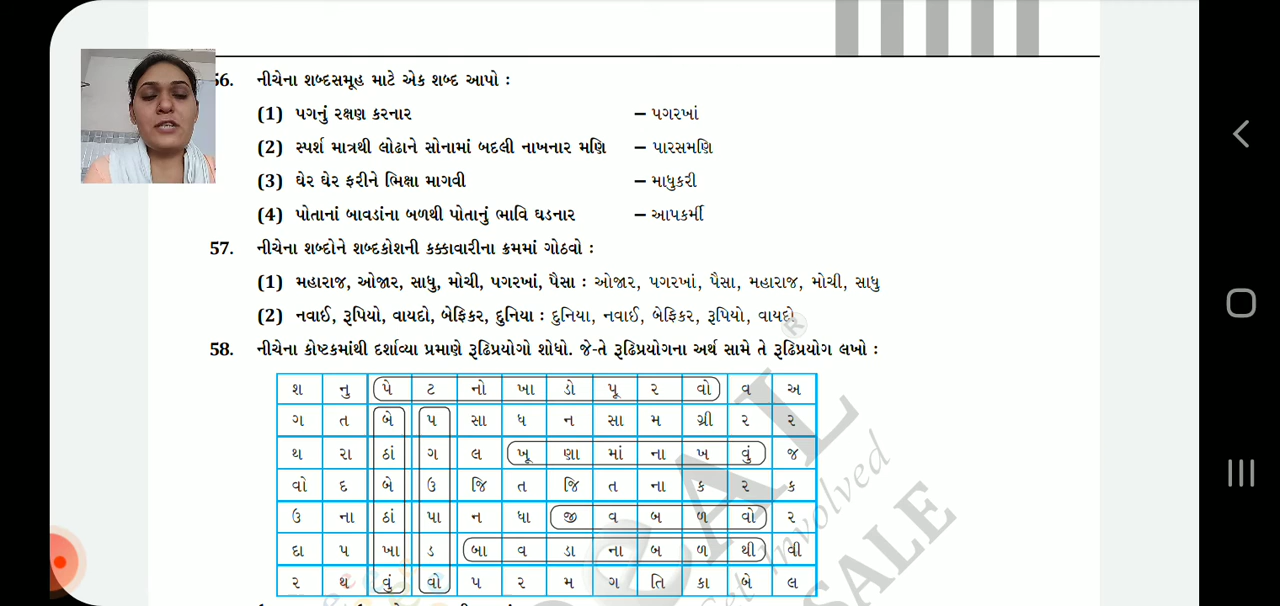 56. નીચેના શબ્દસમૂહ માટે એક શબ્દ આપો :
(1) પગનું રક્ષણ કરનાર – પગરખાં
(2) સ્પર્શ માત્રથી લોઢાને સોનામાં બદલી નાખનાર મણિ – પારસમણિ
(3) ઘેર ઘેર ફરીને ભિક્ષા માગવી – માધુકરી
(4) પોતાનાં બાવડાંના બળથી પોતાનું ભાવિ ઘડનાર – આપકર્મી
57. નીચેના શબ્દોને શબ્દકોશની કક્કાવારીના ક્રમમાં ગોઠવો :
(1) મહારાજ, ઓજાર, સાધુ, મોચી, પગરખાં, પૈસા : ઓજાર, પગરખાં, પૈસા, મહારાજ, મોચી, સાધુ
(2) નવાઈ, રૂપિયો, વાયદો, બેફિકર, દુનિયા : દુનિયા, નવાઈ, બેફિકર, રૂપિયો, વાયદો
58. નીચેના કોષ્ટકમાંથી દર્શાવ્યા પ્રમાણે રૂઢિપ્રયોગો શોધો. જે-તે રૂઢિપ્રયોગના અર્થ સામે તે રૂઢિપ્રયોગ લખો :
શ નુ પે ટ નો ખા ડો પૂ ર વો વ અ
ગ ત બે પ સા ધ ન સા મ ગ્રી ર ર
થ રા ઠાં ગ લ ખૂ ણા માં ના ખ વું જ
વો દ બે ઉ જિ ત જિ ત ના ક ર ક
ઉ ના ઠાં પા ન ધા જી વ બ ળ વો ર
દા પ ખા ડ બા વ ડા ના બ ળ થી વી
ર થ વું વો પ ર મ ગ તિ કા બે લ
Get Involved
SALE